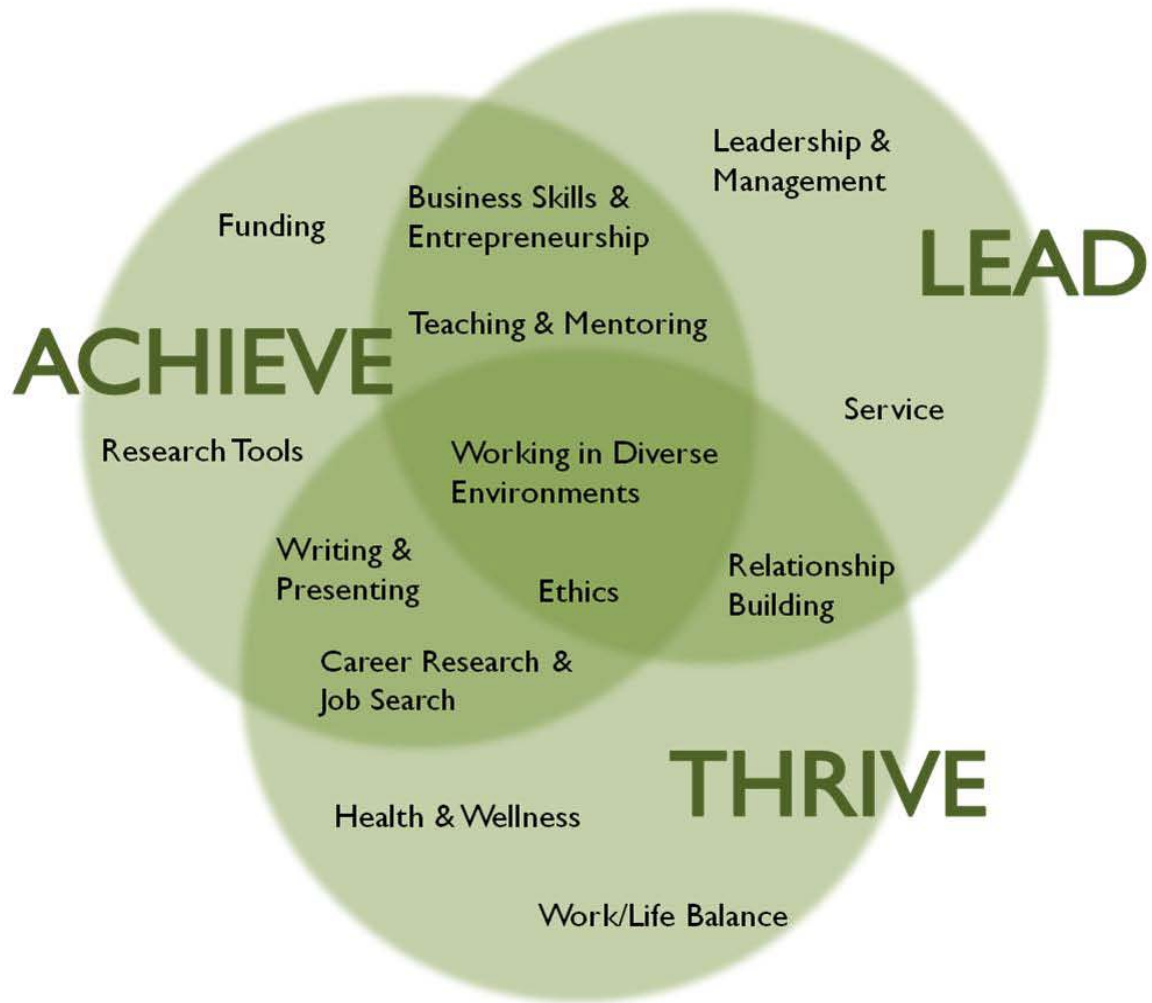 Leadership &
Management
Business Skills &
Entrepreneurship
Funding
LEAD
Teaching & Mentoring
ACHIEVE
Service
Research Tools
Working in Diverse
Environments
Writing &
Presenting
Ethics
Relationship
Building
Career Research &
Job Search
THRIVE
Health & Wellness
Work/Life Balance